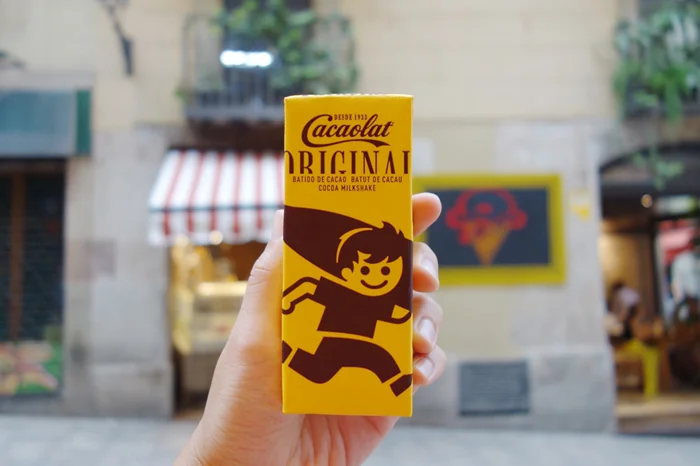 DESDE 1933
Cacaolat
ORIGINAL
BATIDO DE CACAO BATUT DE CACAU
COCOA MILKSHAKE